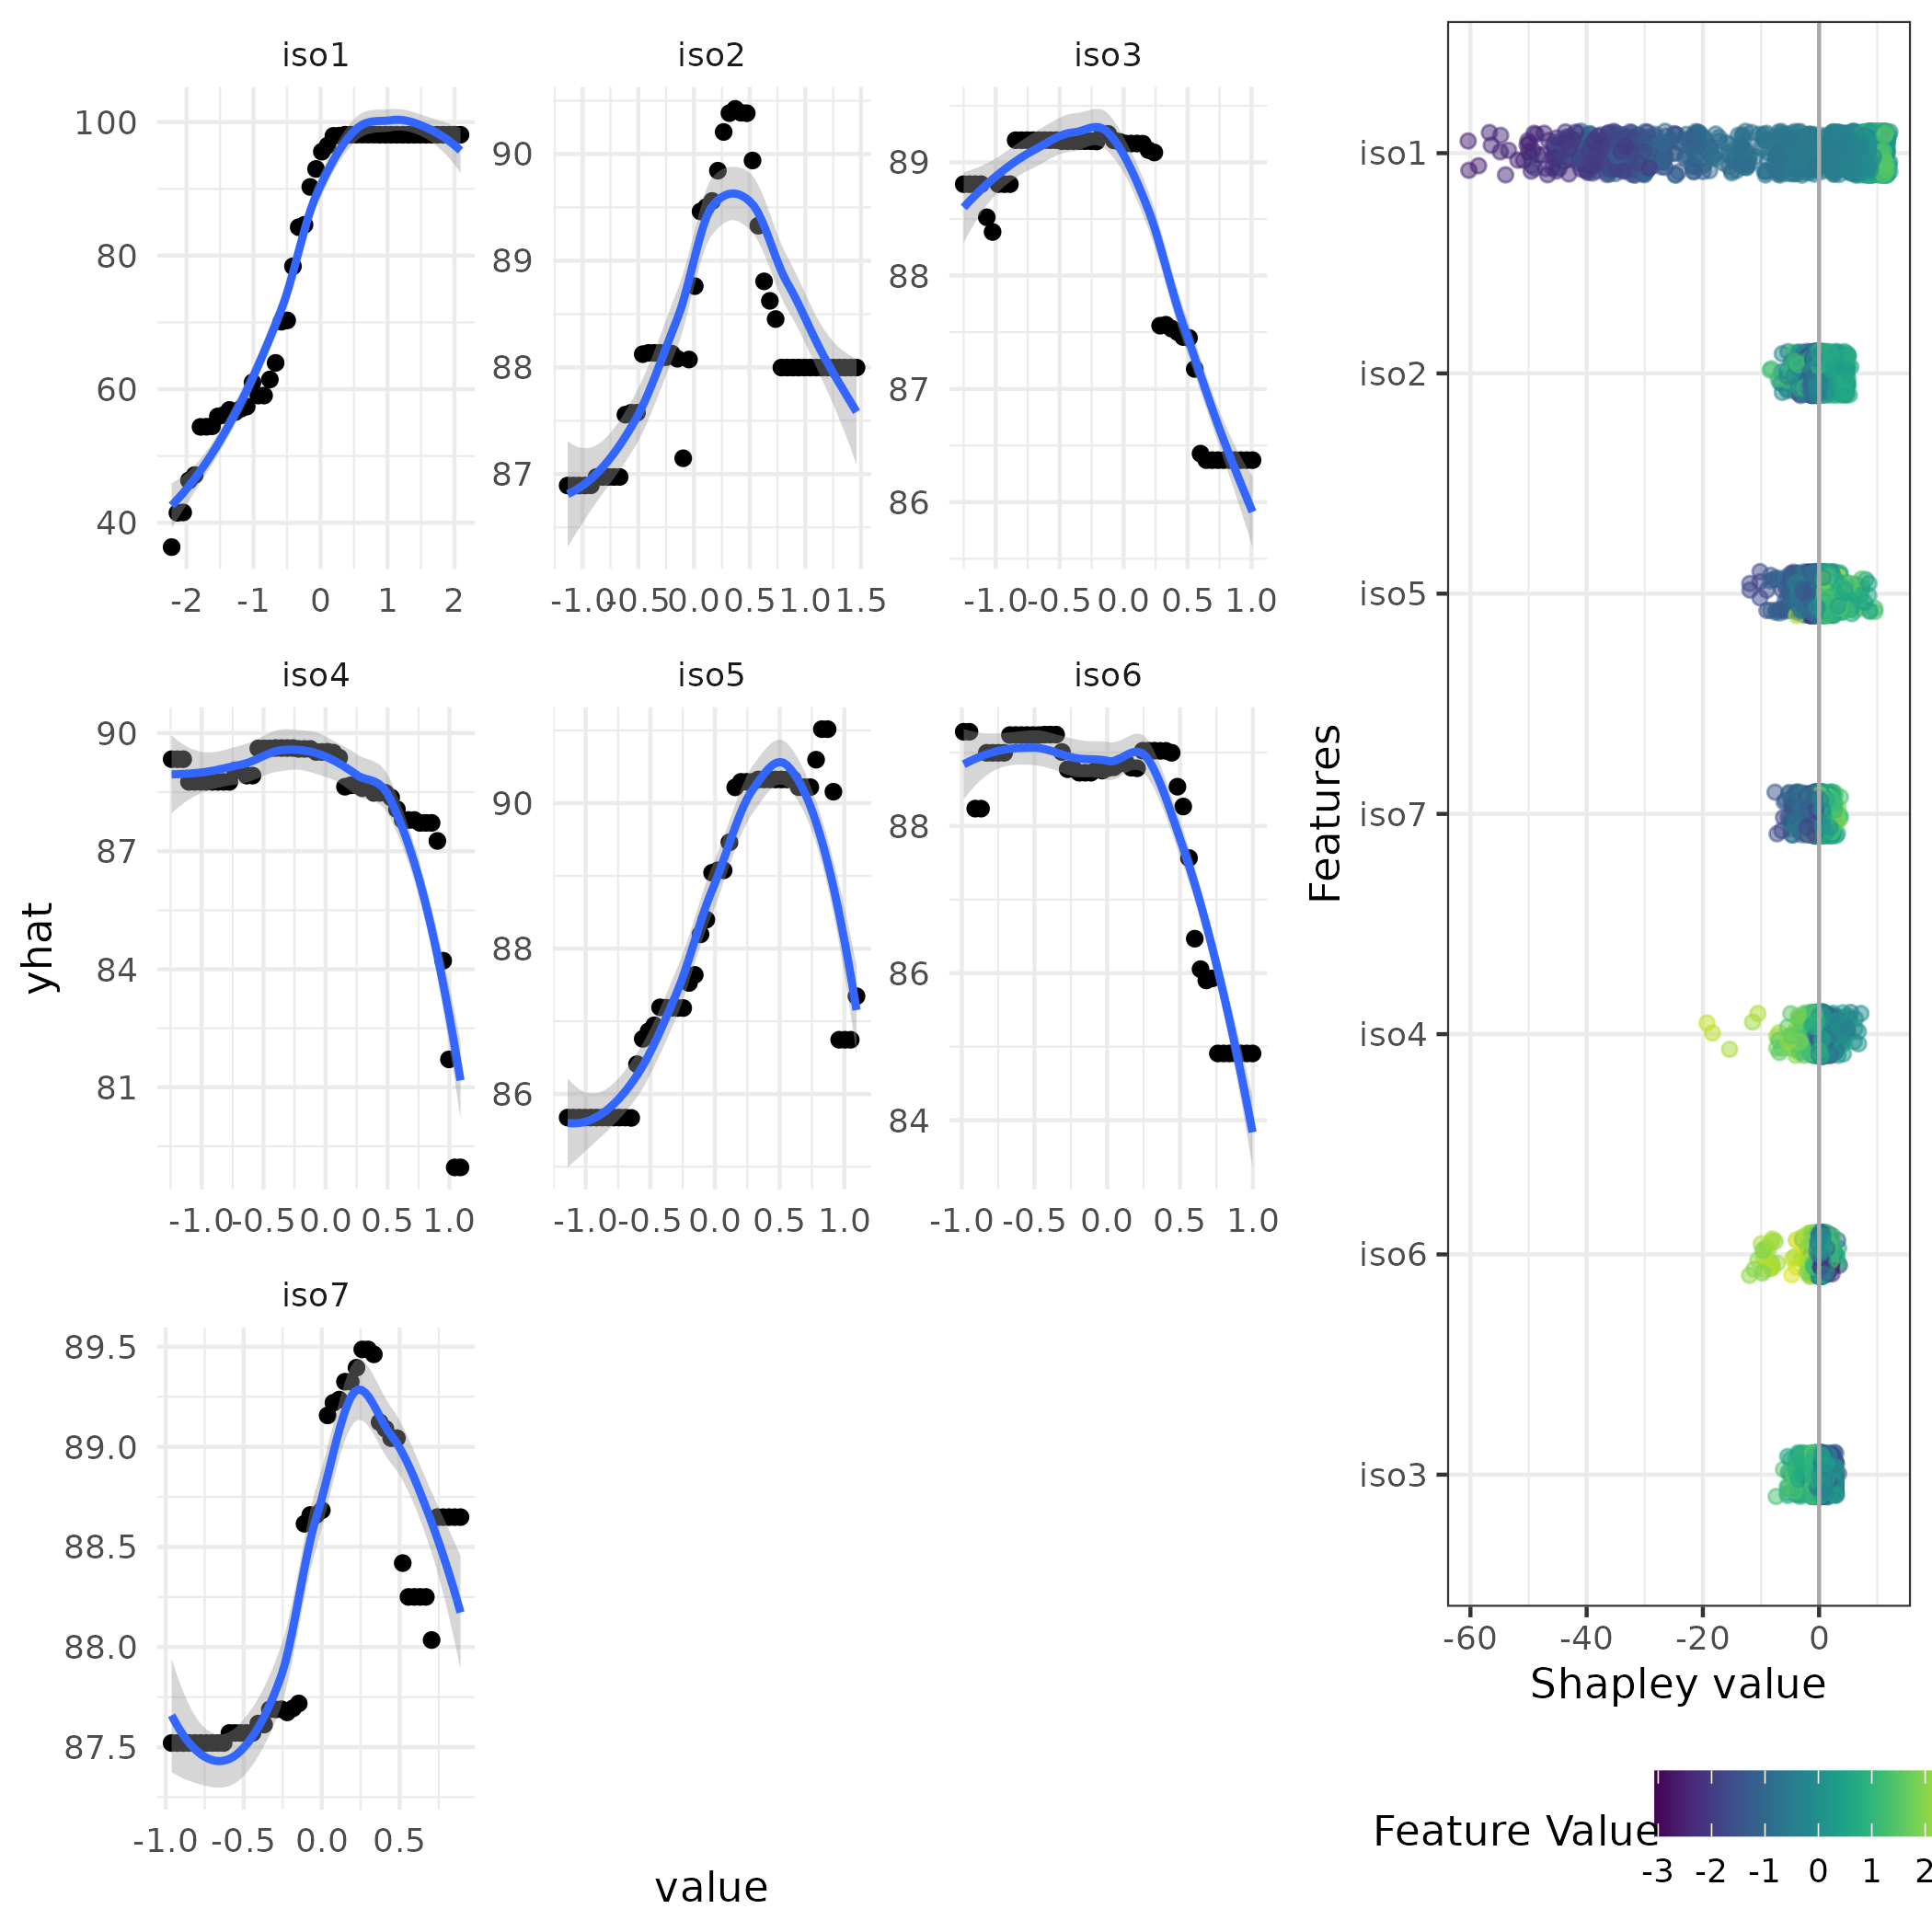 iso1 iso2 iso3
100
80
60
40
-2 -1 0 1 2
90
89
88
87
-1.0 -0.5 0.0 0.5 1.0 1.5
89
88
87
86
-1.0 -0.5 0.0 0.5 1.0
iso4 iso5 iso6
90
87
84
81
-1.0 -0.5 0.0 0.5 1.0
90
88
86
-1.0 -0.5 0.0 0.5 1.0
88
86
84
-1.0 -0.5 0.0 0.5 1.0
iso7
89.5
89.0
88.5
88.0
87.5
-1.0 -0.5 0.0 0.5
yhat
value
Features
iso1
iso2
iso5
iso7
iso4
iso6
iso3
-60 -40 -20 0
Shapley value
Feature Value
-3 -2 -1 0 1 2